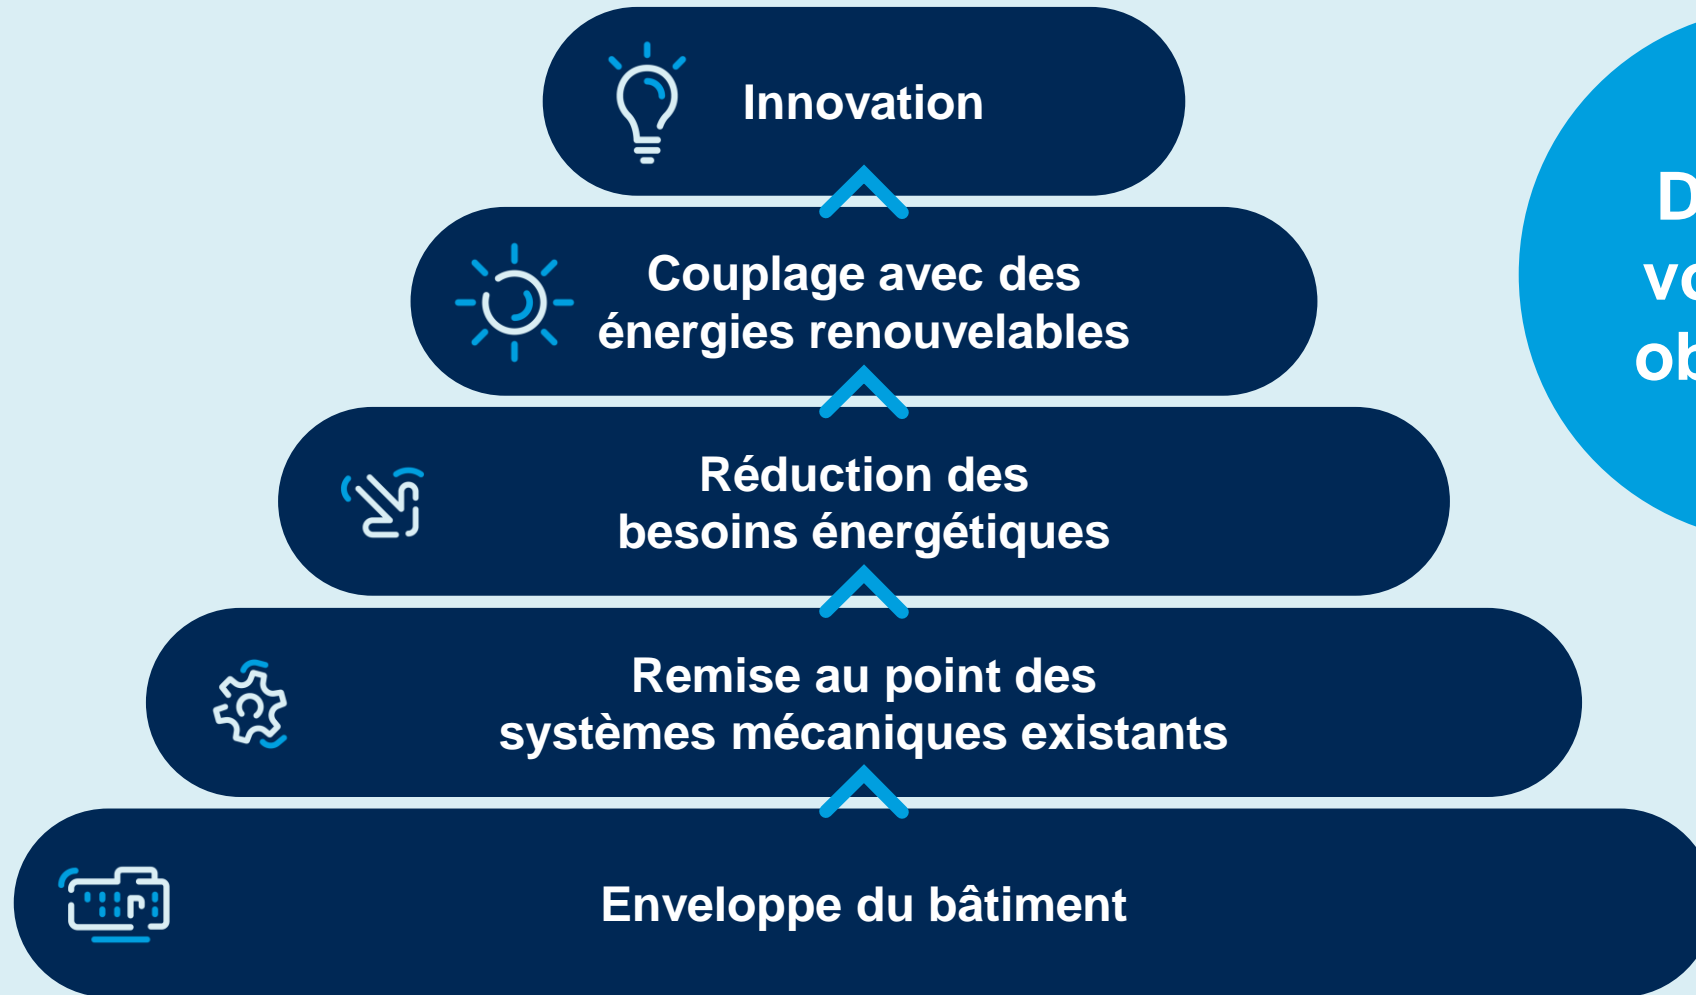 Innovation
Couplage avec des
énergies renouvelables
Réduction des
besoins énergétiques
Remise au point des
systèmes mécaniques existants
Enveloppe du bâtiment